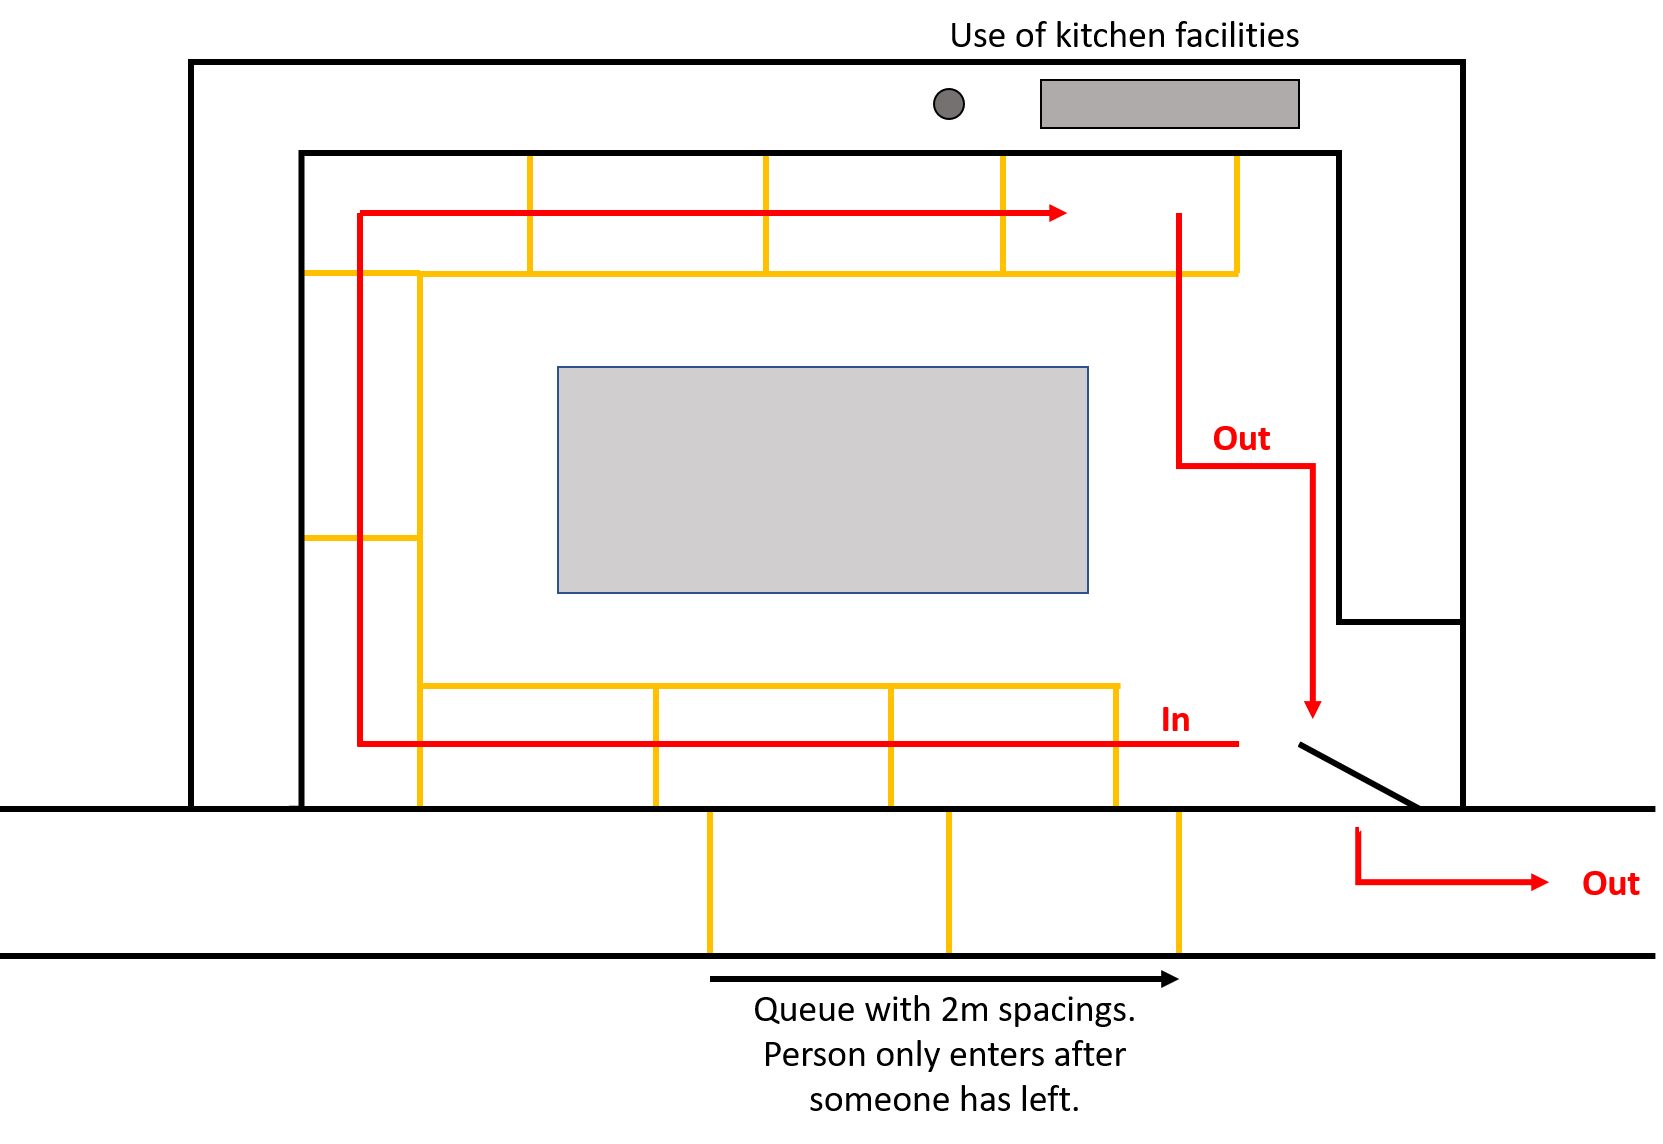 Use of kitchen facilities
Out
In
Out
Queue with 2m spacings.
Person only enters after
someone has left.